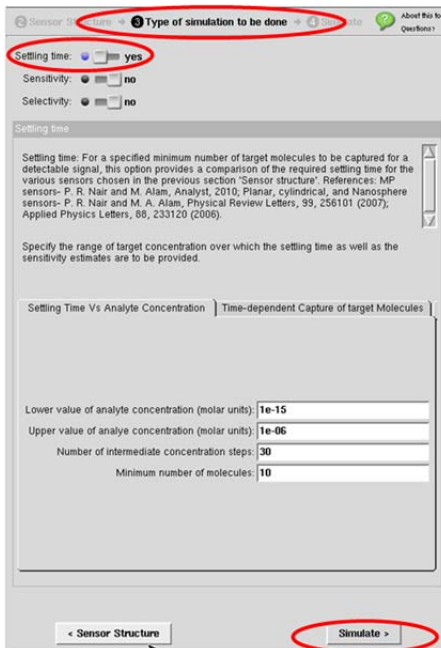 2 Sensor Structure → 3 Type of simulation to be done → 4 Simulate ? About this to
Questions?
Settling time: yes
Sensitivity: no
Selectivity: no
Settling time
Settling time: For a specified minimum number of target molecules to be captured for a
detectable signal, this option provides a comparison of the required settling time for the
various sensors chosen in the previous section 'Sensor structure'. References: MP
sensors- P. R. Nair and M. Alam, Analyst, 2010; Planar, cylindrical, and Nanosphere
sensors- P. R. Nair and M. A. Alam, Physical Review Letters, 99, 256101 (2007);
Applied Physics Letters, 88, 233120 (2006).
Specify the range of target concentration over which the settling time as well as the
sensitivity estimates are to be provided.
Settling Time Vs Analyte Concentration Time-dependent Capture of target Molecules
Lower value of analyte concentration (molar units): 1e-15
Upper value of analye concentration (molar units): 1e-06
Number of intermediate concentration steps: 30
Minimum number of molecules: 10
< Sensor Structure Simulate >